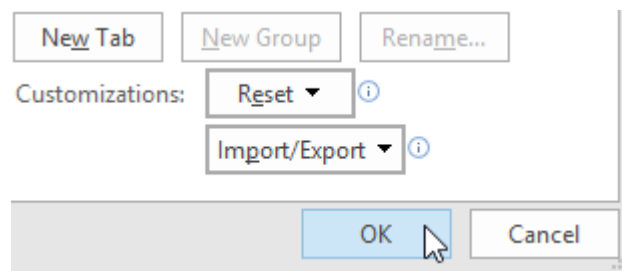 New Tab New Group Rename...
Customizations: Reset
Import/Export
OK Cancel